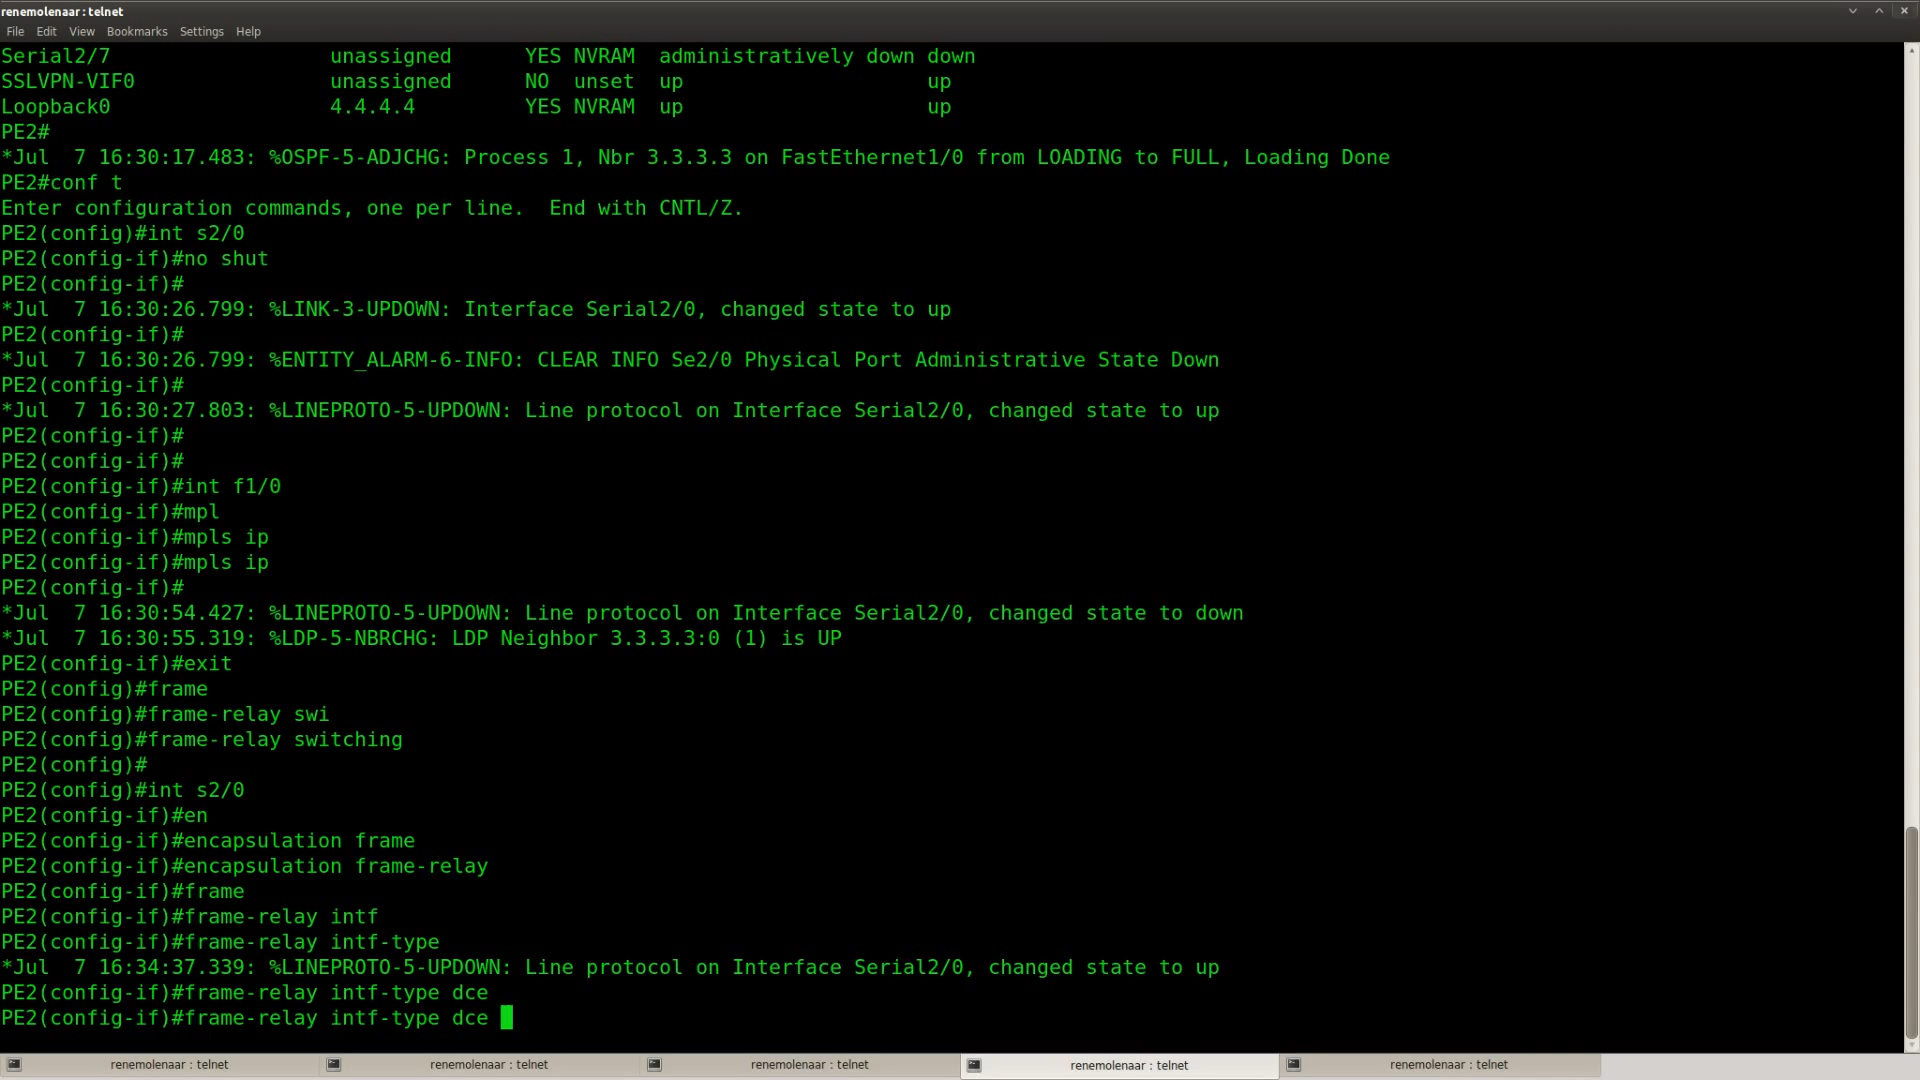 renemolenaar : telnet
File Edit View Bookmarks Settings Help
Serial2/7 unassigned YES NVRAM administratively down down
SSLVPN-VIF0 unassigned NO unset up up
Loopback0 4.4.4.4 YES NVRAM up up
PE2#
*Jul 7 16:30:17.483: %OSPF-5-ADJCHG: Process 1, Nbr 3.3.3.3 on FastEthernet1/0 from LOADING to FULL, Loading Done
PE2#conf t
Enter configuration commands, one per line. End with CNTL/Z.
PE2(config)#int s2/0
PE2(config-if)#no shut
PE2(config-if)#
*Jul 7 16:30:26.799: %LINK-3-UPDOWN: Interface Serial2/0, changed state to up
PE2(config-if)#
*Jul 7 16:30:26.799: %ENTITY_ALARM-6-INFO: CLEAR INFO Se2/0 Physical Port Administrative State Down
PE2(config-if)#
*Jul 7 16:30:27.803: %LINEPROTO-5-UPDOWN: Line protocol on Interface Serial2/0, changed state to up
PE2(config-if)#
PE2(config-if)#
PE2(config-if)#int f1/0
PE2(config-if)#mpl
PE2(config-if)#mpls ip
PE2(config-if)#mpls ip
PE2(config-if)#
*Jul 7 16:30:54.427: %LINEPROTO-5-UPDOWN: Line protocol on Interface Serial2/0, changed state to down
*Jul 7 16:30:55.319: %LDP-5-NBRCHG: LDP Neighbor 3.3.3.3:0 (1) is UP
PE2(config-if)#exit
PE2(config)#frame
PE2(config)#frame-relay swi
PE2(config)#frame-relay switching
PE2(config)#
PE2(config)#int s2/0
PE2(config-if)#en
PE2(config-if)#encapsulation frame
PE2(config-if)#encapsulation frame-relay
PE2(config-if)#frame
PE2(config-if)#frame-relay intf
PE2(config-if)#frame-relay intf-type
*Jul 7 16:34:37.339: %LINEPROTO-5-UPDOWN: Line protocol on Interface Serial2/0, changed state to up
PE2(config-if)#frame-relay intf-type dce
PE2(config-if)#frame-relay intf-type dce
renemolenaar : telnet renemolenaar : telnet renemolenaar : telnet renemolenaar : telnet renemolenaar : telnet